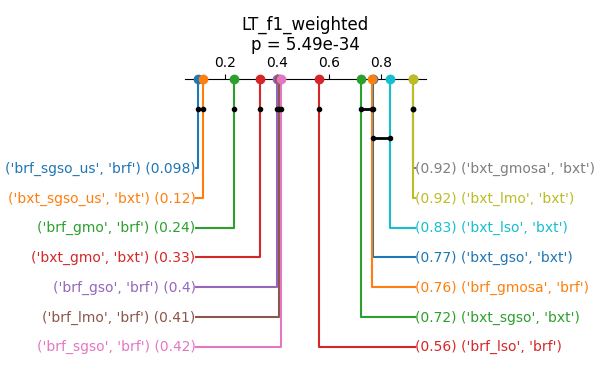 LT_f1_weighted
p = 5.49e-34
0.2 0.4 0.6 0.8
('brf_sgso_us', 'brf') (0.098) (0.92) ('bxt_gmosa', 'bxt')
('bxt_sgso_us', 'bxt') (0.12) (0.92) ('bxt_lmo', 'bxt')
('brf_gmo', 'brf') (0.24) (0.83) ('bxt_lso', 'bxt')
('bxt_gmo', 'bxt') (0.33) (0.77) ('bxt_gso', 'bxt')
('brf_gso', 'brf') (0.4) (0.76) ('brf_gmosa', 'brf')
('brf_lmo', 'brf') (0.41) (0.72) ('bxt_sgso', 'bxt')
('brf_sgso', 'brf') (0.42) (0.56) ('brf_lso', 'brf')